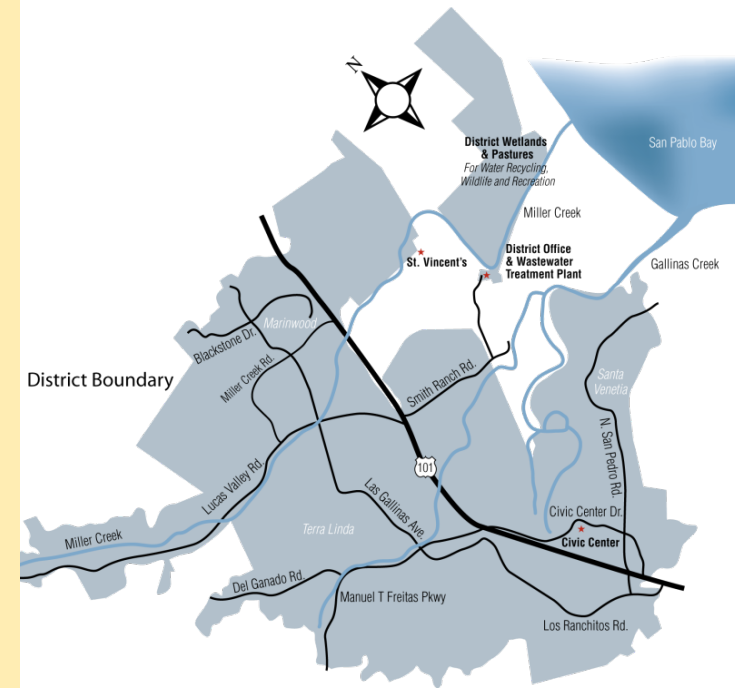 N
District Wetlands
& Pastures
For Water Recycling,
Wildlife and Recreation
San Pablo Bay
Miller Creek
District Office
& Wastewater
Treatment Plant
Gallinas Creek
St. Vincent's
Marinwood
Blackstone Dr.
Miller Creek Rd.
District Boundary
Smith Ranch Rd.
Santa
Venetia
N. San Pedro Rd.
101
Lucas Valley Rd.
Las Gallinas Ave.
Civic Center Dr.
Civic Center
Terra Linda
Miller Creek
Del Ganado Rd.
Manuel T Freitas Pkwy
Los Ranchitos Rd.